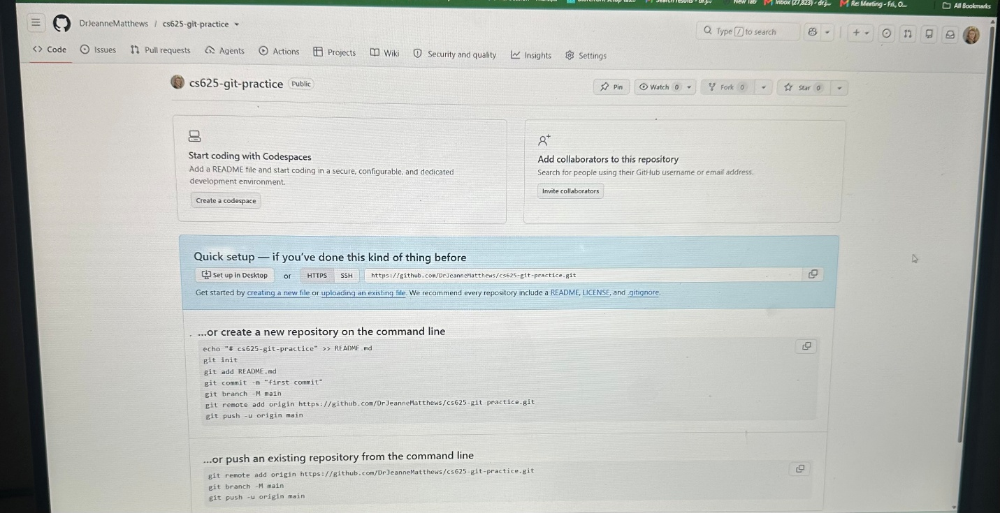 New Tab
Inbox (27,823) - dr.j...
Re: Meeting - Fri, O...
All Bookmarks
DrJeanneMatthews / cs625-git-practice
Type / to search
Code
Issues
Pull requests
Agents
Actions
Projects
Wiki
Security and quality
Insights
Settings
cs625-git-practice
Public
Pin
Watch 0
Fork 0
Star 0
Start coding with Codespaces
Add a README file and start coding in a secure, configurable, and dedicated
development environment.
Create a codespace
Add collaborators to this repository
Search for people using their GitHub username or email address.
Invite collaborators
Quick setup — if you've done this kind of thing before
Set up in Desktop or HTTPS SSH https://github.com/DrJeanneMatthews/cs625-git-practice.git
Get started by creating a new file or uploading an existing file. We recommend every repository include a README, LICENSE, and .gitignore.
...or create a new repository on the command line
echo "# cs625-git-practice" >> README.md
git init
git add README.md
git commit -m "first commit"
git branch -M main
git remote add origin https://github.com/DrJeanneMatthews/cs625-git-practice.git
git push -u origin main
...or push an existing repository from the command line
git remote add origin https://github.com/DrJeanneMatthews/cs625-git-practice.git
git branch -M main
git push -u origin main